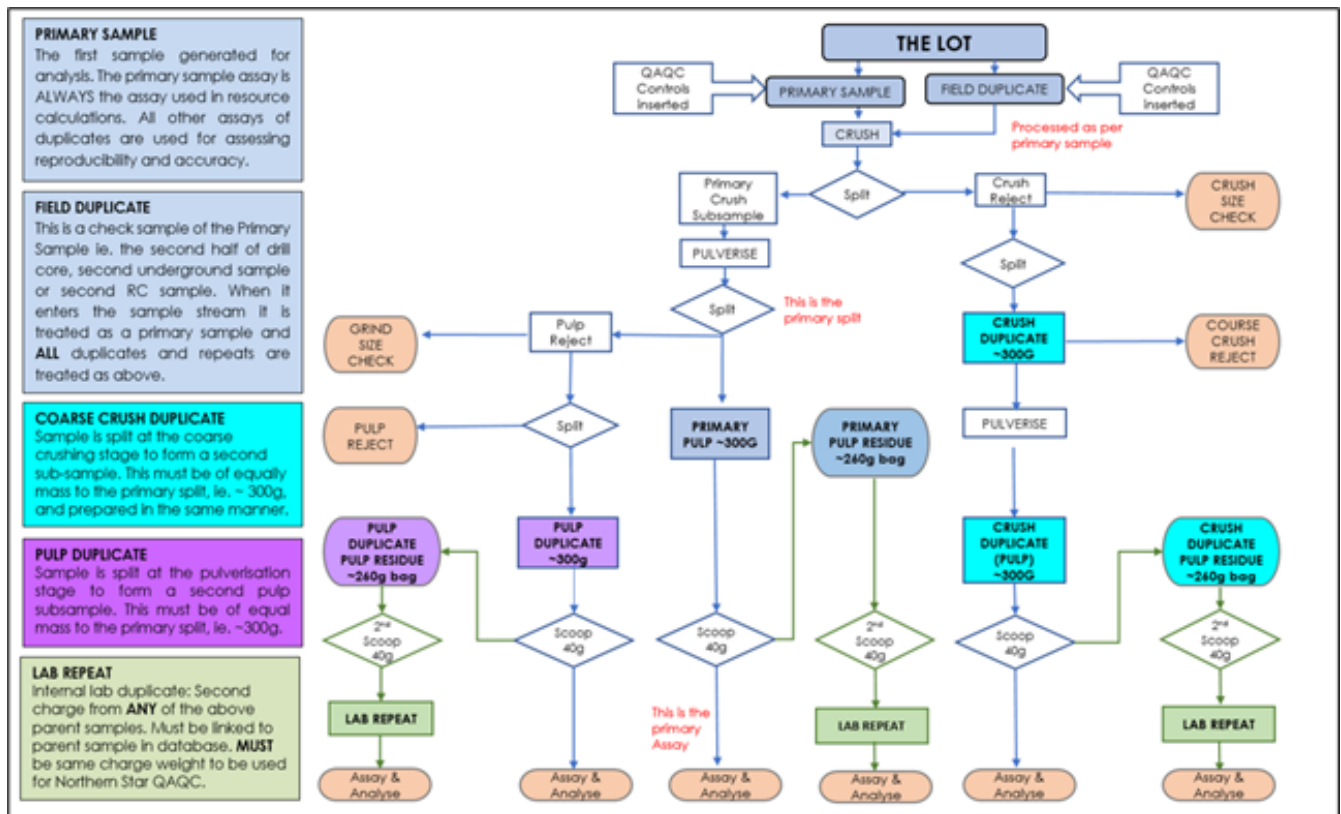 PRIMARY SAMPLE
The first sample generated for
analysis. The primary sample assay is
ALWAYS the assay used in resource
calculations. All other assays of
duplicates are used for assessing
reproducibility and accuracy.
FIELD DUPLICATE
This is a check sample of the Primary
Sample ie. the second half of drill
core, second underground sample
or second RC sample. When it
enters the sample stream it is
treated as a primary sample and
ALL duplicates and repeats are
treated as above.
COARSE CRUSH DUPLICATE
Sample is split at the coarse
crushing stage to form a second
sub-sample. This must be of equally
mass to the primary split, ie. ~ 300g,
and prepared in the same manner.
PULP DUPLICATE
Sample is split at the pulverisation
stage to form a second pulp
subsample. This must be of equal
mass to the primary split, ie. ~300g.
LAB REPEAT
Internal lab duplicate: Second
charge from ANY of the above
parent samples. Must be linked to
parent sample in database. MUST
be same charge weight to be used
for Northern Star QAQC.
THE LOT
QAQC
Controls
Inserted
PRIMARY SAMPLE
FIELD DUPLICATE
QAQC
Controls
Inserted
CRUSH
Processed as per
primary sample
Primary
Crush
Subsample
Split
Crush
Reject
CRUSH
SIZE
CHECK
PULVERISE
Split
Split
This is the
primary split
GRIND
SIZE
CHECK
Pulp
Reject
CRUSH
DUPLICATE
~300G
COURSE
CRUSH
REJECT
PULP
REJECT
Split
PRIMARY
PULP ~300G
PRIMARY
PULP RESIDUE
~260g bag
PULVERISE
PULP
DUPLICATE
PULP RESIDUE
~260g bag
PULP
DUPLICATE
~300g
CRUSH
DUPLICATE
(PULP)
~300G
CRUSH
DUPLICATE
PULP RESIDUE
~260g bag
2nd
Scoop
40g
Scoop
40g
Scoop
40g
2nd
Scoop
40g
Scoop
40g
2nd
Scoop
40g
LAB REPEAT
This is the
primary
Assay
LAB REPEAT
LAB REPEAT
Assay &
Analyse
Assay &
Analyse
Assay &
Analyse
Assay &
Analyse
Assay &
Analyse
Assay &
Analyse